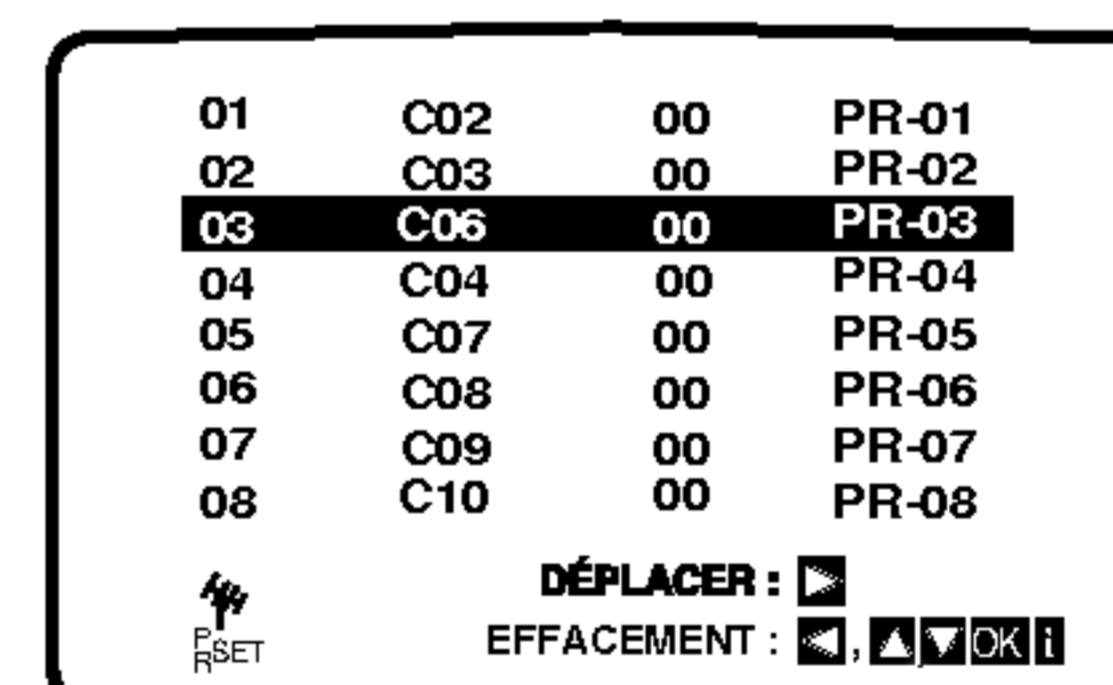 01 C02 00 PR-01
02 C03 00 PR-02
03 C06 00 PR-03
04 C04 00 PR-04
05 C07 00 PR-05
06 C08 00 PR-06
07 C09 00 PR-07
08 C10 00 PR-08
DÉPLACER : ▷
EFFACEMENT : ◁ , △ ▽ OK i
PR SET